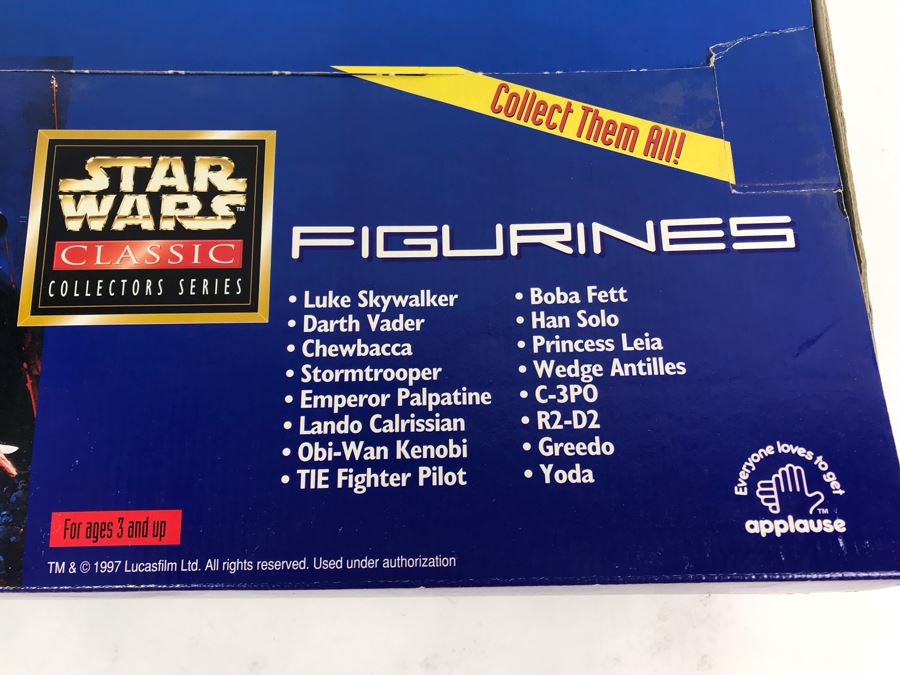 Collect Them All!
STAR
WARS™
CLASSIC
COLLECTORS SERIES
FIGURINES
• Luke Skywalker
• Darth Vader
• Chewbacca
• Stormtrooper
• Emperor Palpatine
• Lando Calrissian
• Obi-Wan Kenobi
• TIE Fighter Pilot
• Boba Fett
• Han Solo
• Princess Leia
• Wedge Antilles
• C-3PO
• R2-D2
• Greedo
• Yoda
Everyone loves to get
applause™
For ages 3 and up
TM & © 1997 Lucasfilm Ltd. All rights reserved. Used under authorization